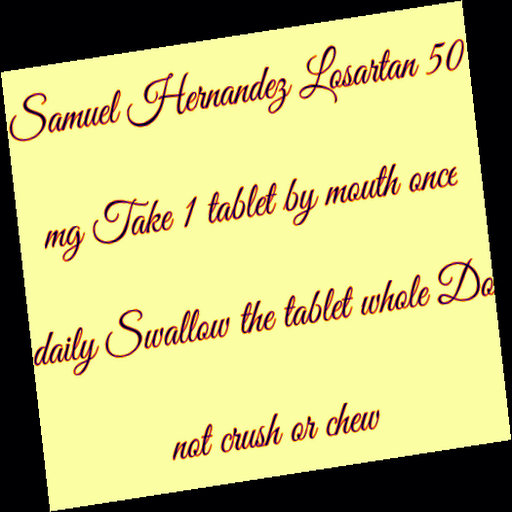 Samuel Hernandez Losartan 50
mg Take 1 tablet by mouth once
daily Swallow the tablet whole Do
not crush or chew